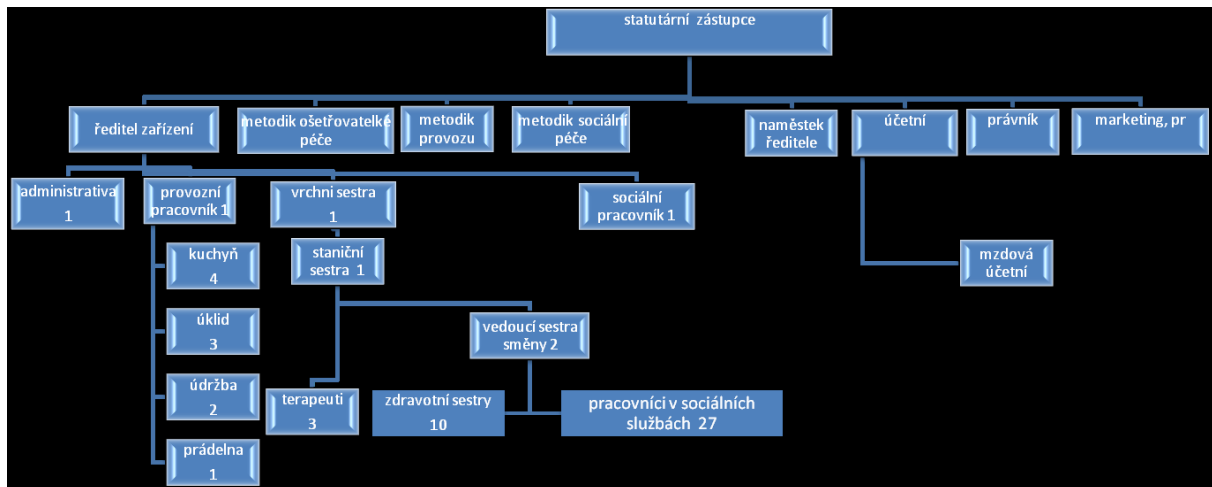 statutární zástupce
ředitel zařízení
metodik ošetřovatelké
péče
metodik
provozu
metodik sociální
péče
naměstek
ředitele
účetní
právník
marketing, pr
administrativa
1
provozní
pracovník 1
vrchni sestra
1
sociální
pracovník 1
kuchyň
4
staniční
sestra 1
mzdová
účetní
úklid
3
vedoucí sestra
směny 2
údržba
2
terapeuti
3
zdravotní sestry
10
pracovníci v sociálních
službách 27
prádelna
1